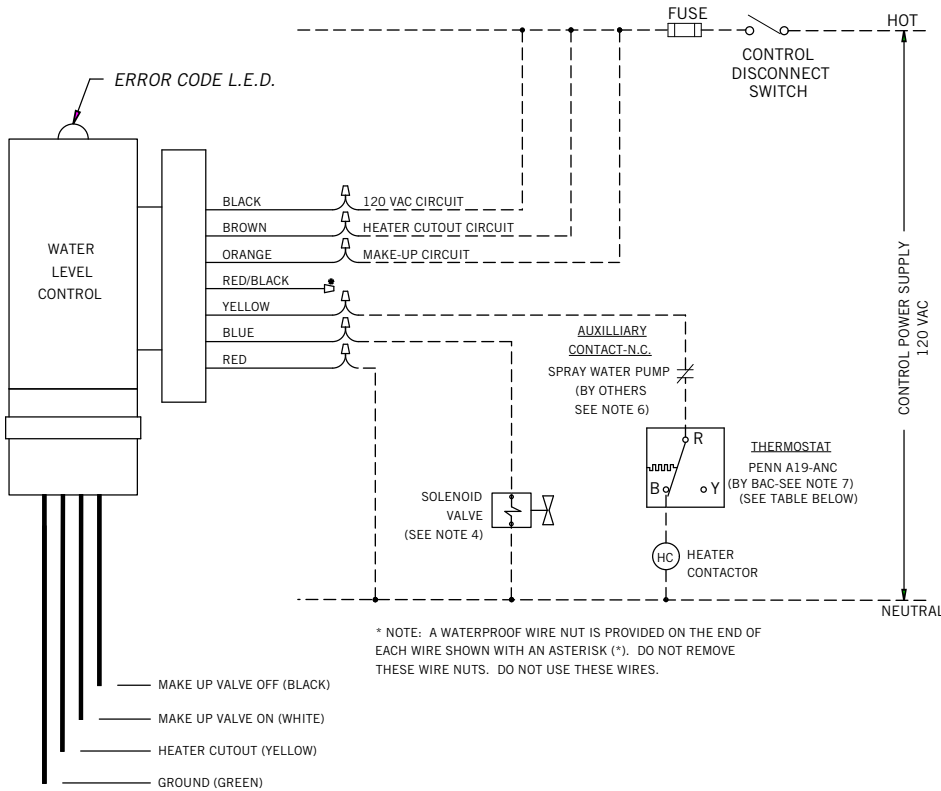 FUSE
HOT
CONTROL
DISCONNECT
SWITCH
ERROR CODE L.E.D.
WATER
LEVEL
CONTROL
BLACK
120 VAC CIRCUIT
BROWN
HEATER CUTOUT CIRCUIT
ORANGE
MAKE-UP CIRCUIT
RED/BLACK
*
YELLOW
BLUE
RED
AUXILLIARY
CONTACT-N.C.
SPRAY WATER PUMP
(BY OTHERS
SEE NOTE 6)
R
B
Y
THERMOSTAT
PENN A19-ANC
(BY BAC-SEE NOTE 7)
(SEE TABLE BELOW)
SOLENOID
VALVE
(SEE NOTE 4)
HC
HEATER
CONTACTOR
CONTROL POWER SUPPLY
120 VAC
NEUTRAL
* NOTE: A WATERPROOF WIRE NUT IS PROVIDED ON THE END OF
EACH WIRE SHOWN WITH AN ASTERISK (*). DO NOT REMOVE
THESE WIRE NUTS. DO NOT USE THESE WIRES.
MAKE UP VALVE OFF (BLACK)
MAKE UP VALVE ON (WHITE)
HEATER CUTOUT (YELLOW)
GROUND (GREEN)